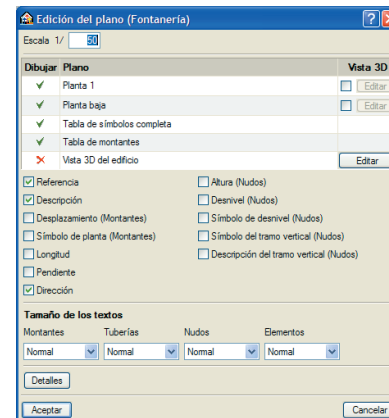 Edición del plano (Fontanería)
Escala 1/ 50
Dibujar Plano Vista 3D
Planta 1 Editar
Planta baja Editar
Tabla de símbolos completa
Tabla de montantes
Vista 3D del edificio Editar
Referencia Altura (Nudos)
Descripción Desnivel (Nudos)
Desplazamiento (Montantes) Símbolo de desnivel (Nudos)
Símbolo de planta (Montantes) Símbolo del tramo vertical (Nudos)
Longitud Descripción del tramo vertical (Nudos)
Pendiente
Dirección
Tamaño de los textos
Montantes Tuberías Nudos Elementos
Normal Normal Normal Normal
Detalles
Aceptar Cancelar